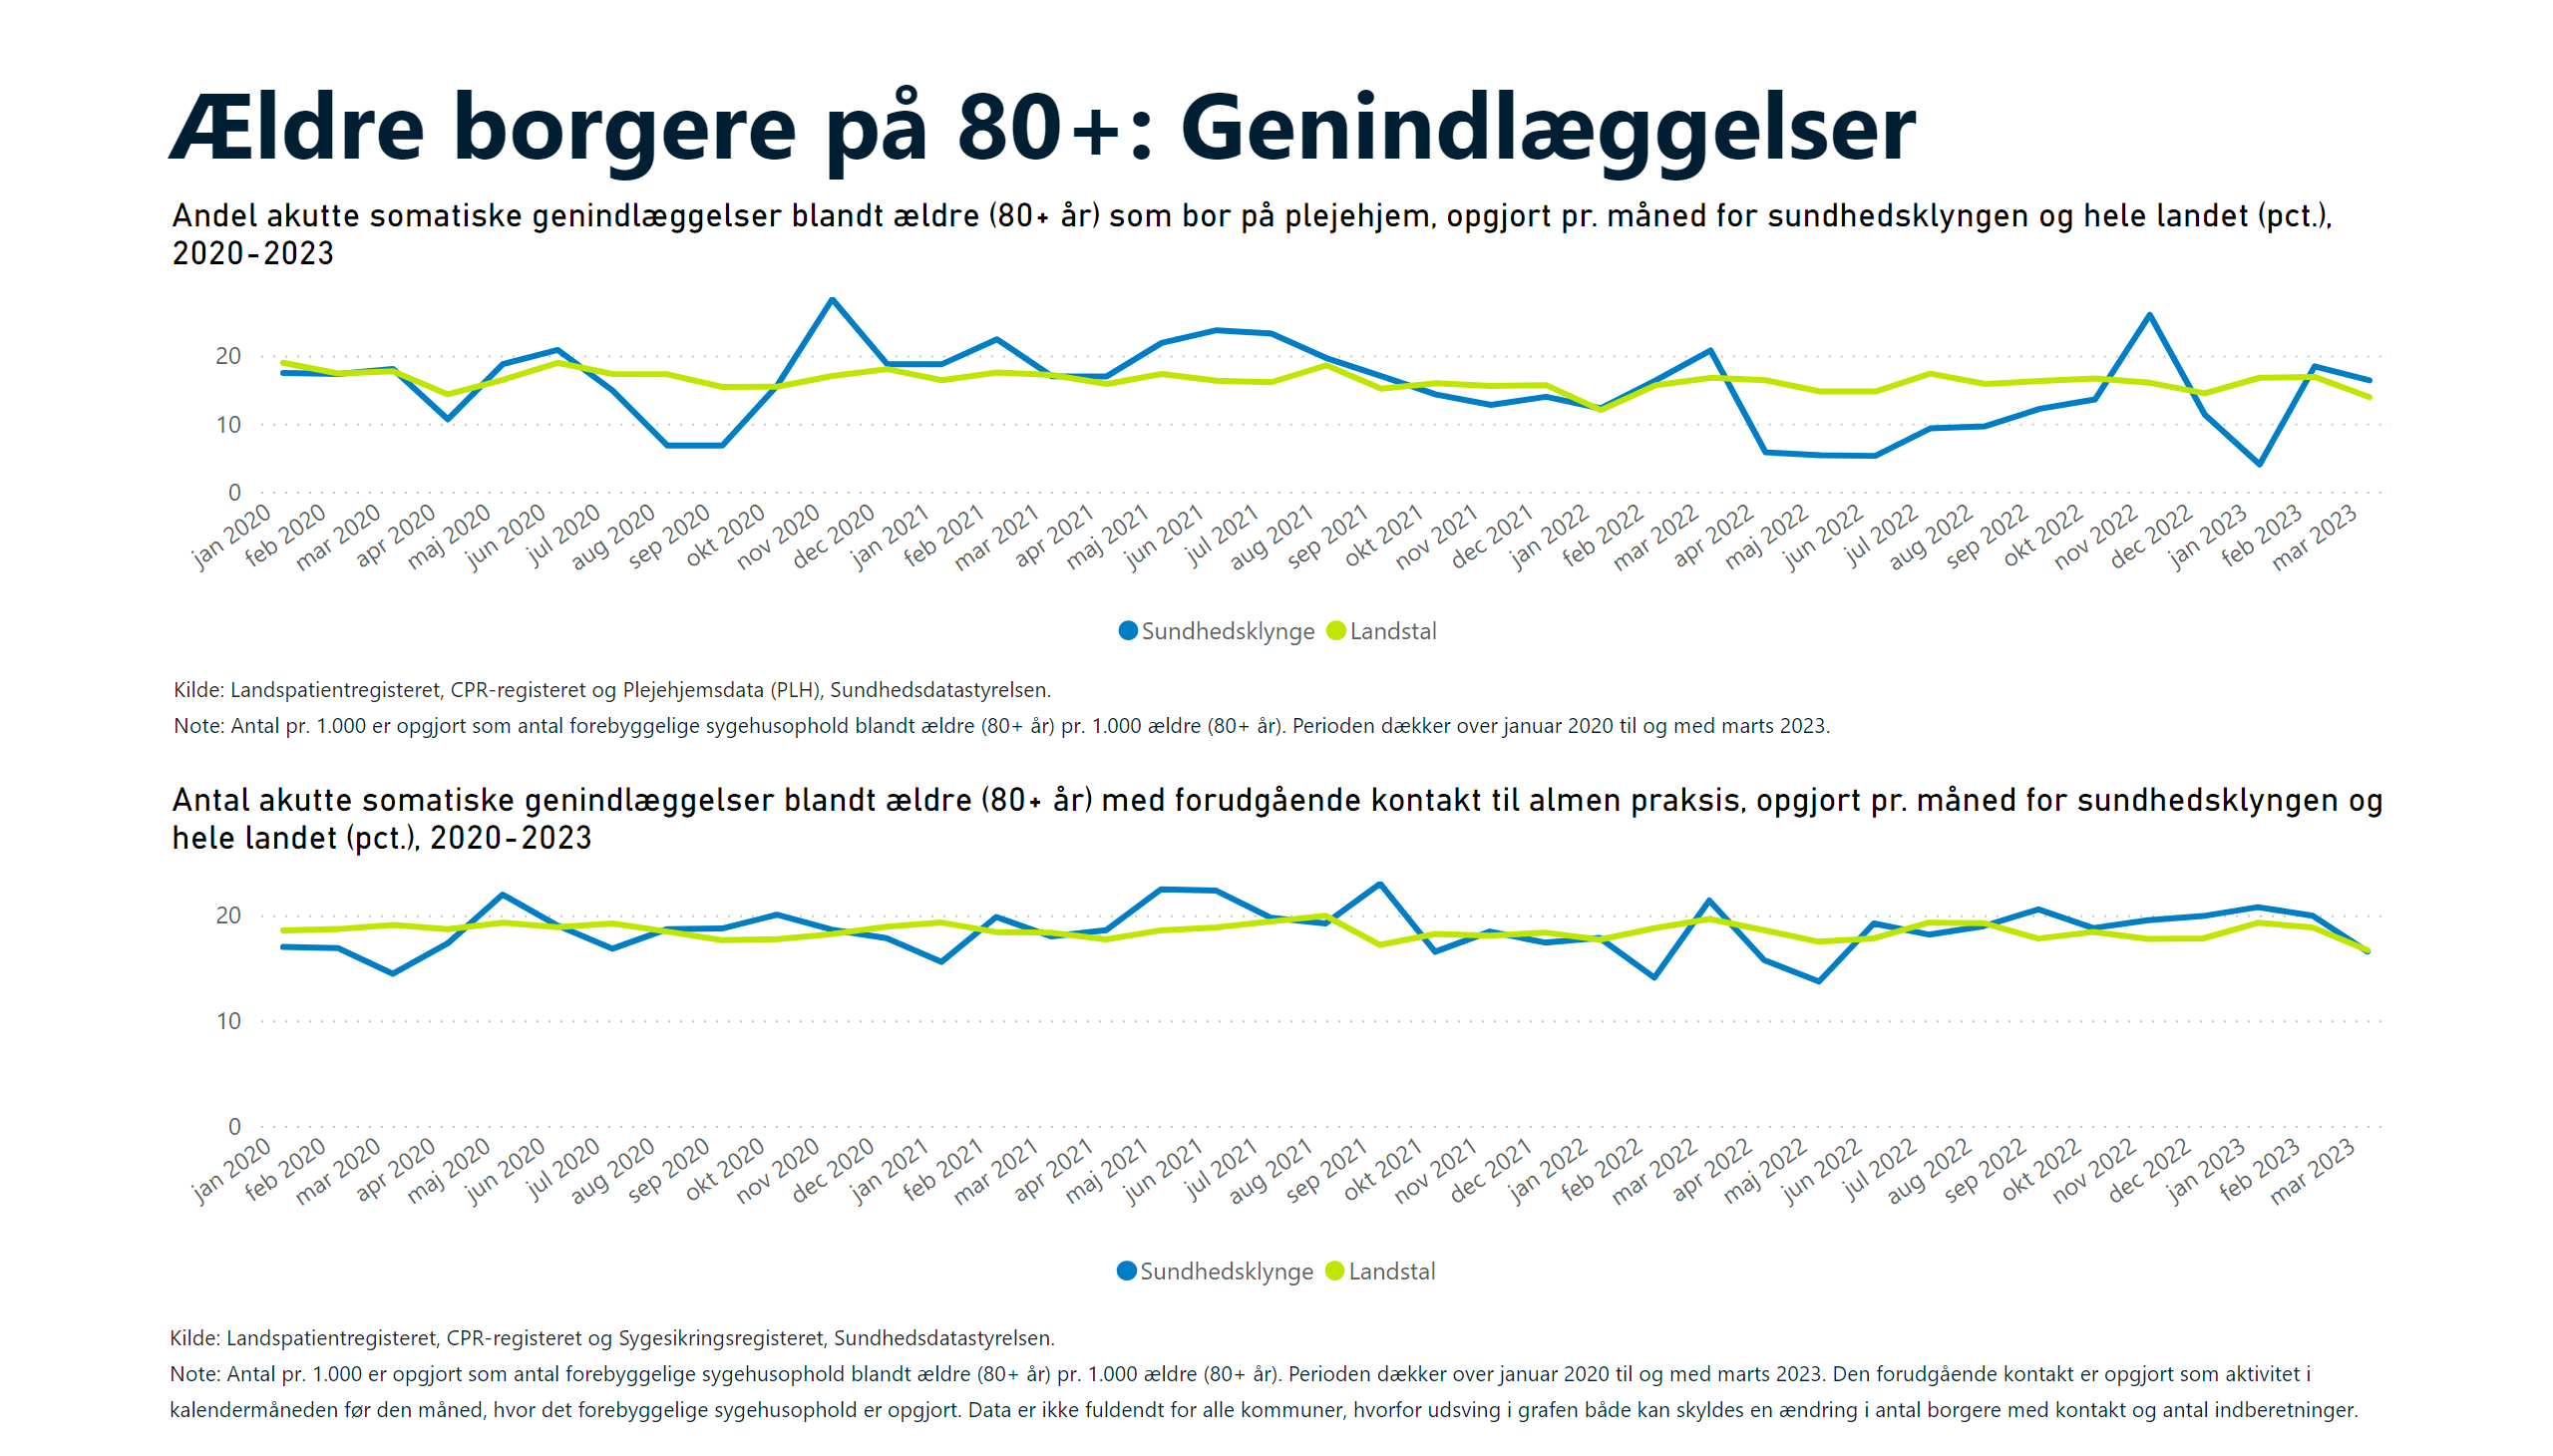 Ældre borgere på 80+: Genindlæggelser
Andel akutte somatiske genindlæggelser blandt ældre (80+ år) som bor på plejehjem, opgjort pr. måned for sundhedsklyngen og hele landet (pct.),
2020-2023
20
10
0
jan 2020
feb 2020
mar 2020
apr 2020
maj 2020
jun 2020
jul 2020
aug 2020
sep 2020
okt 2020
nov 2020
dec 2020
jan 2021
feb 2021
mar 2021
apr 2021
maj 2021
jun 2021
jul 2021
aug 2021
sep 2021
okt 2021
nov 2021
dec 2021
jan 2022
feb 2022
mar 2022
apr 2022
maj 2022
jun 2022
jul 2022
aug 2022
sep 2022
okt 2022
nov 2022
dec 2022
jan 2023
feb 2023
mar 2023
Sundhedsklynge Landstal
Kilde: Landspatientregisteret, CPR-registeret og Plejehjemsdata (PLH), Sundhedsdatastyrelsen.
Note: Antal pr. 1.000 er opgjort som antal forebyggelige sygehusophold blandt ældre (80+ år) pr. 1.000 ældre (80+ år). Perioden dækker over januar 2020 til og med marts 2023.
Antal akutte somatiske genindlæggelser blandt ældre (80+ år) med forudgående kontakt til almen praksis, opgjort pr. måned for sundhedsklyngen og
hele landet (pct.), 2020-2023
20
10
0
jan 2020
feb 2020
mar 2020
apr 2020
maj 2020
jun 2020
jul 2020
aug 2020
sep 2020
okt 2020
nov 2020
dec 2020
jan 2021
feb 2021
mar 2021
apr 2021
maj 2021
jun 2021
jul 2021
aug 2021
sep 2021
okt 2021
nov 2021
dec 2021
jan 2022
feb 2022
mar 2022
apr 2022
maj 2022
jun 2022
jul 2022
aug 2022
sep 2022
okt 2022
nov 2022
dec 2022
jan 2023
feb 2023
mar 2023
Sundhedsklynge Landstal
Kilde: Landspatientregisteret, CPR-registeret og Sygesikringsregisteret, Sundhedsdatastyrelsen.
Note: Antal pr. 1.000 er opgjort som antal forebyggelige sygehusophold blandt ældre (80+ år) pr. 1.000 ældre (80+ år). Perioden dækker over januar 2020 til og med marts 2023. Den forudgående kontakt er opgjort som aktivitet i
kalendermåneden før den måned, hvor det forebyggelige sygehusophold er opgjort. Data er ikke fuldendt for alle kommuner, hvorfor udsving i grafen både kan skyldes en ændring i antal borgere med kontakt og antal indberetninger.